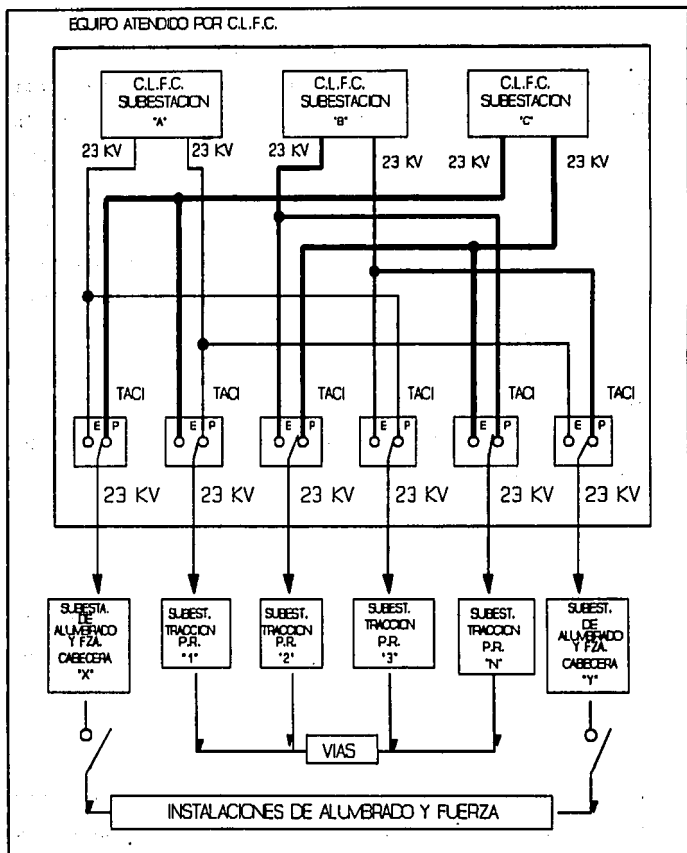 EQUIPO ATENDIDO POR C.L.F.C.
C.L.F.C.
SUBESTACION
"A"
C.L.F.C.
SUBESTACION
"B"
C.L.F.C.
SUBESTACION
"C"
23 KV
23 KV
23 KV
23 KV
23 KV
23 KV
TACI
TACI
TACI
TACI
TACI
TACI
E P
E P
E P
E P
E P
E P
23 KV
23 KV
23 KV
23 KV
23 KV
23 KV
SUBESTA.
DE
ALUMBRADO
Y FZA.
CABECERA
"X"
SUBEST.
TRACCION
P.R.
"1"
SUBEST.
TRACCION
P.R.
"2"
SUBEST.
TRACCION
P.R.
"3"
SUBEST.
TRACCION
P.R.
"N"
SUBEST.
DE
ALUMBRADO
Y FZA.
CABECERA
"Y"
VIAS
INSTALACIONES DE ALUMBRADO Y FUERZA